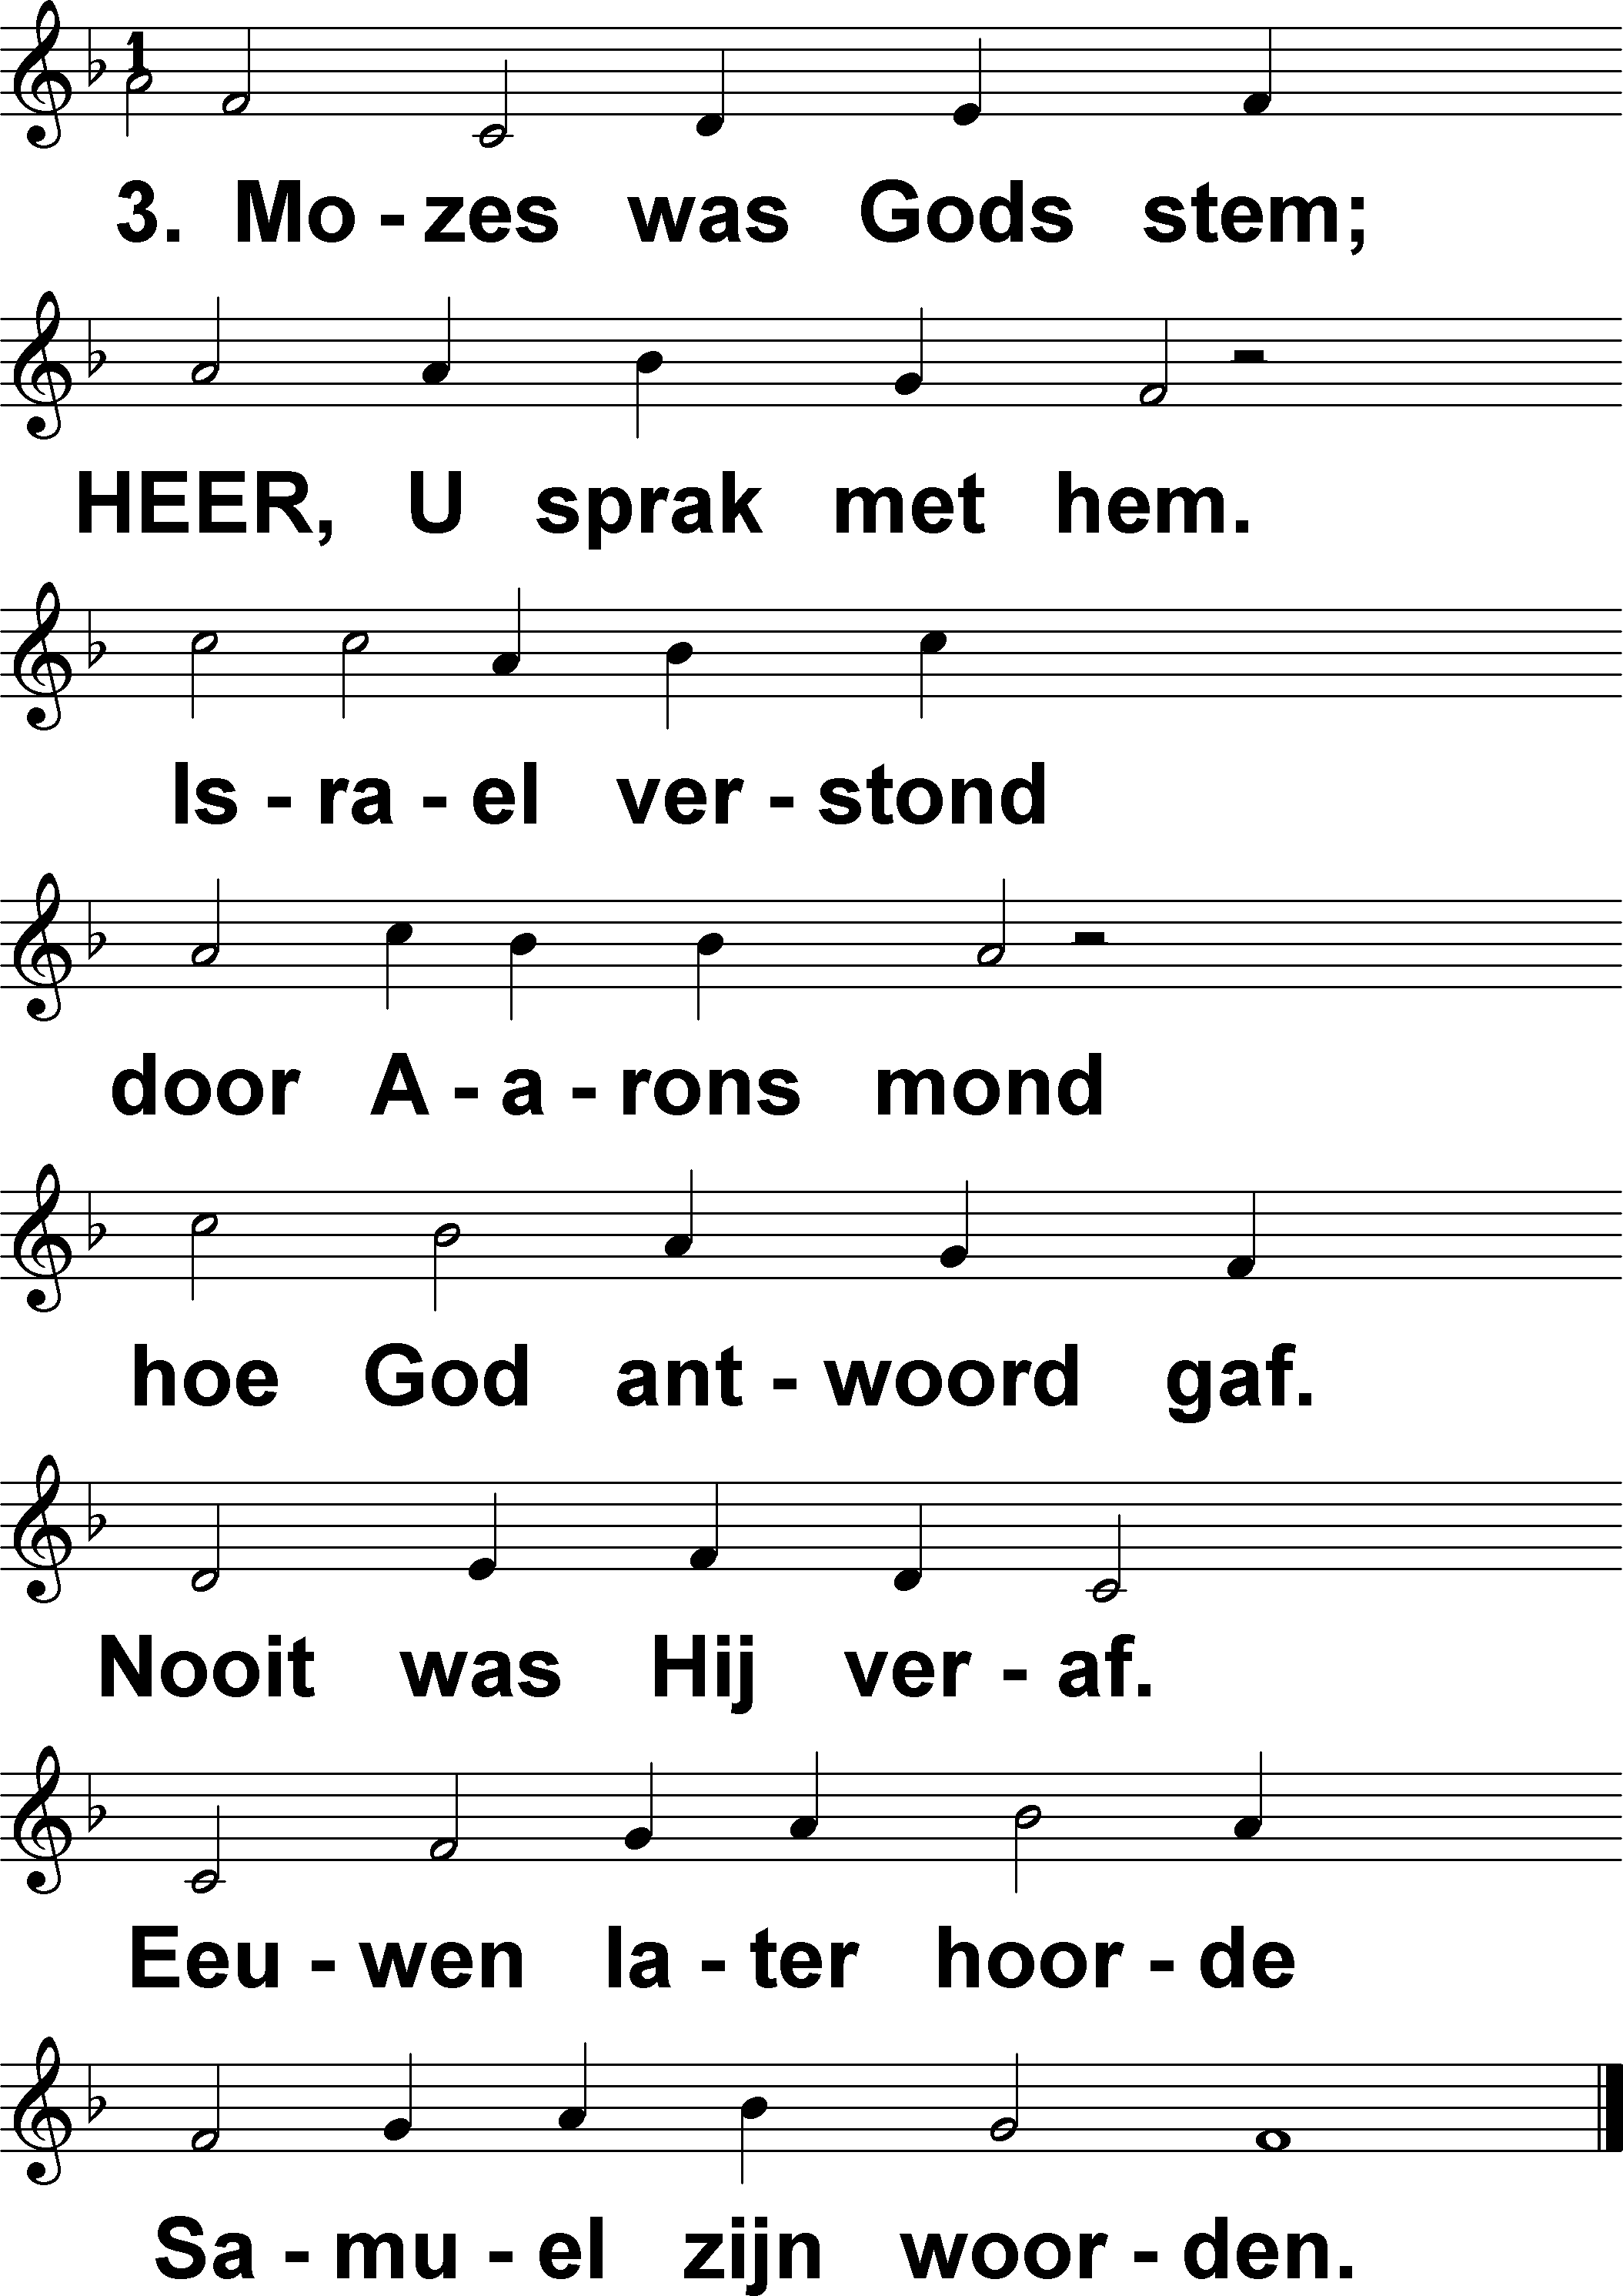 1
3. Mo - zes was Gods stem;
HEER, U sprak met hem.
Is - ra - el ver - stond
door A - a - rons mond
hoe God ant - woord gaf.
Nooit was Hij ver - af.
Eeu - wen la - ter hoor - de
Sa - mu - el zijn woor - den.